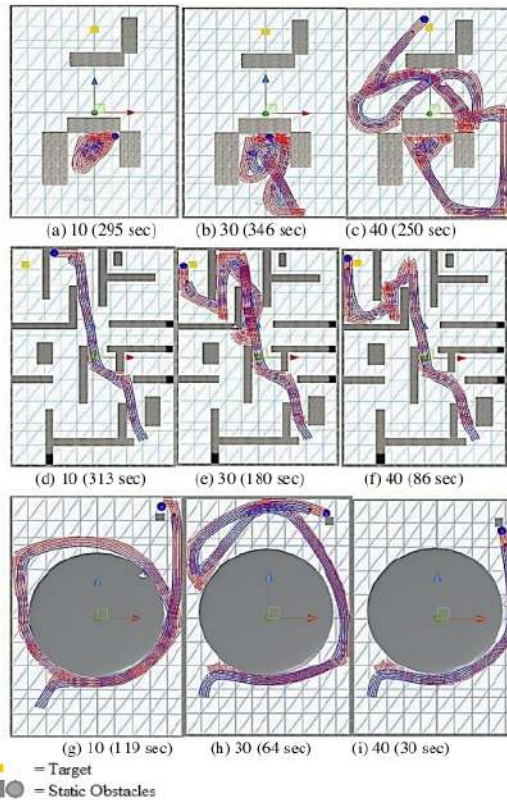 (a) 10 (295 sec)
(b) 30 (346 sec)
(c) 40 (250 sec)
(d) 10 (313 sec)
(e) 30 (180 sec)
(f) 40 (86 sec)
(g) 10 (119 sec)
(h) 30 (64 sec)
(i) 40 (30 sec)
= Target
= Static Obstacles